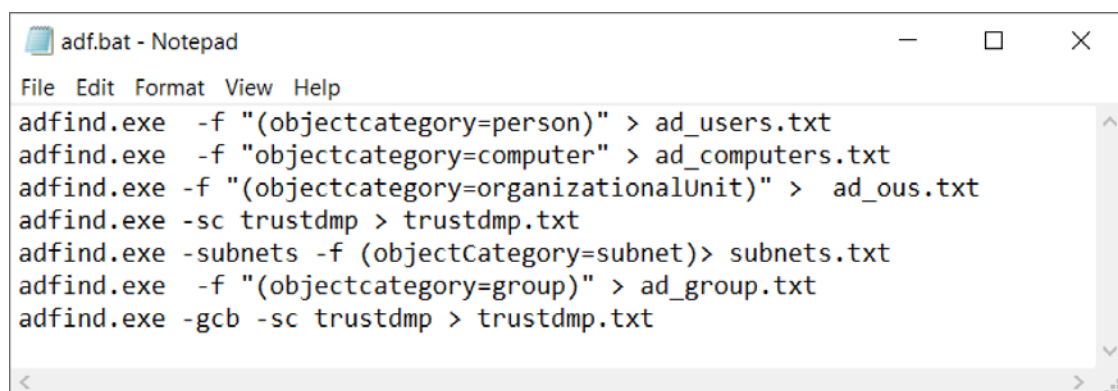 adf.bat - Notepad
File Edit Format View Help
adfind.exe  -f "(objectcategory=person)" > ad_users.txt
adfind.exe  -f "objectcategory=computer" > ad_computers.txt
adfind.exe -f "(objectcategory=organizationalUnit)" >  ad_ous.txt
adfind.exe -sc trustdmp > trustdmp.txt
adfind.exe -subnets -f (objectCategory=subnet)> subnets.txt
adfind.exe  -f "(objectcategory=group)" > ad_group.txt
adfind.exe -gcb -sc trustdmp > trustdmp.txt